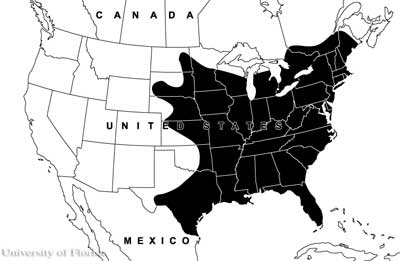 CANADA
UNITED STATES
MEXICO
University of Florida